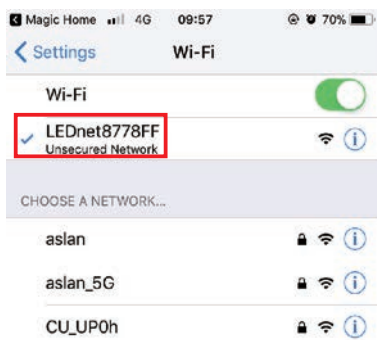 Magic Home 4G 09:57 70%
Settings Wi-Fi
Wi-Fi
LEDnet8778FF
Unsecured Network
CHOOSE A NETWORK...
aslan
aslan_5G
CU_UP0h